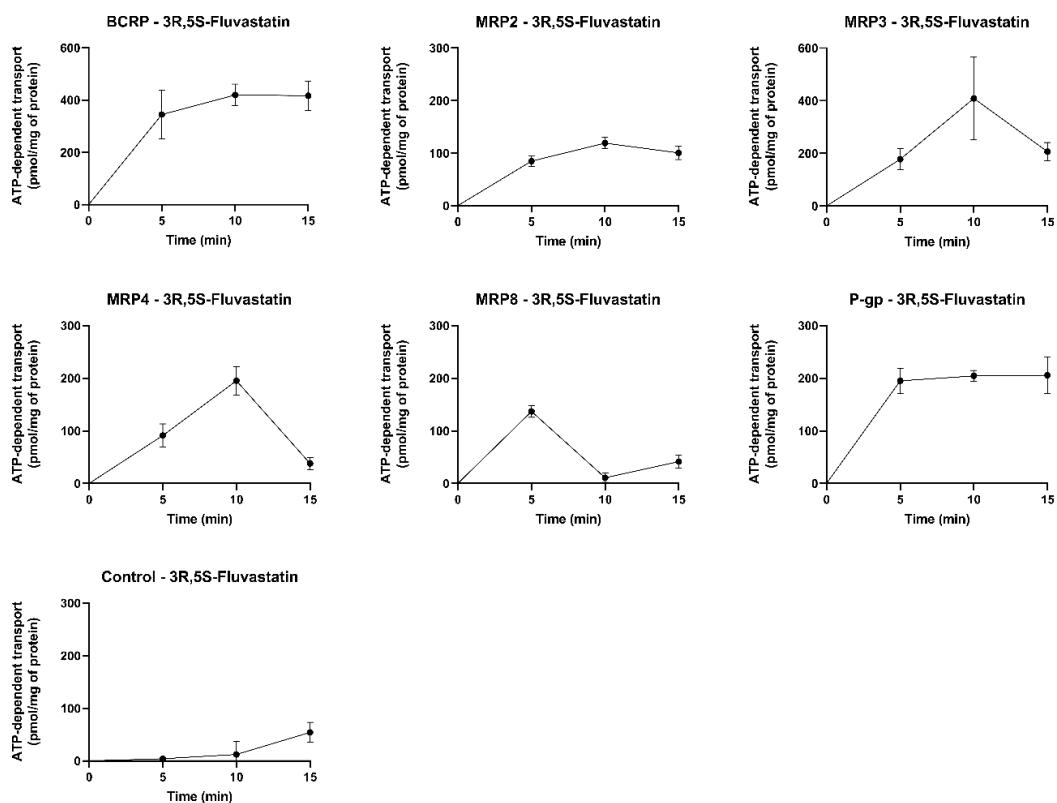 BCRP - 3R,5S-Fluvastatin
ATP-dependent transport
(pmol/mg of protein)
600
400
200
0
0 5 10 15
Time (min)
MRP2 - 3R,5S-Fluvastatin
ATP-dependent transport
(pmol/mg of protein)
300
200
100
0
0 5 10 15
Time (min)
MRP3 - 3R,5S-Fluvastatin
ATP-dependent transport
(pmol/mg of protein)
600
400
200
0
0 5 10 15
Time (min)
MRP4 - 3R,5S-Fluvastatin
ATP-dependent transport
(pmol/mg of protein)
300
200
100
0
0 5 10 15
Time (min)
MRP8 - 3R,5S-Fluvastatin
ATP-dependent transport
(pmol/mg of protein)
300
200
100
0
0 5 10 15
Time (min)
P-gp - 3R,5S-Fluvastatin
ATP-dependent transport
(pmol/mg of protein)
300
200
100
0
0 5 10 15
Time (min)
Control - 3R,5S-Fluvastatin
ATP-dependent transport
(pmol/mg of protein)
300
200
100
0
0 5 10 15
Time (min)